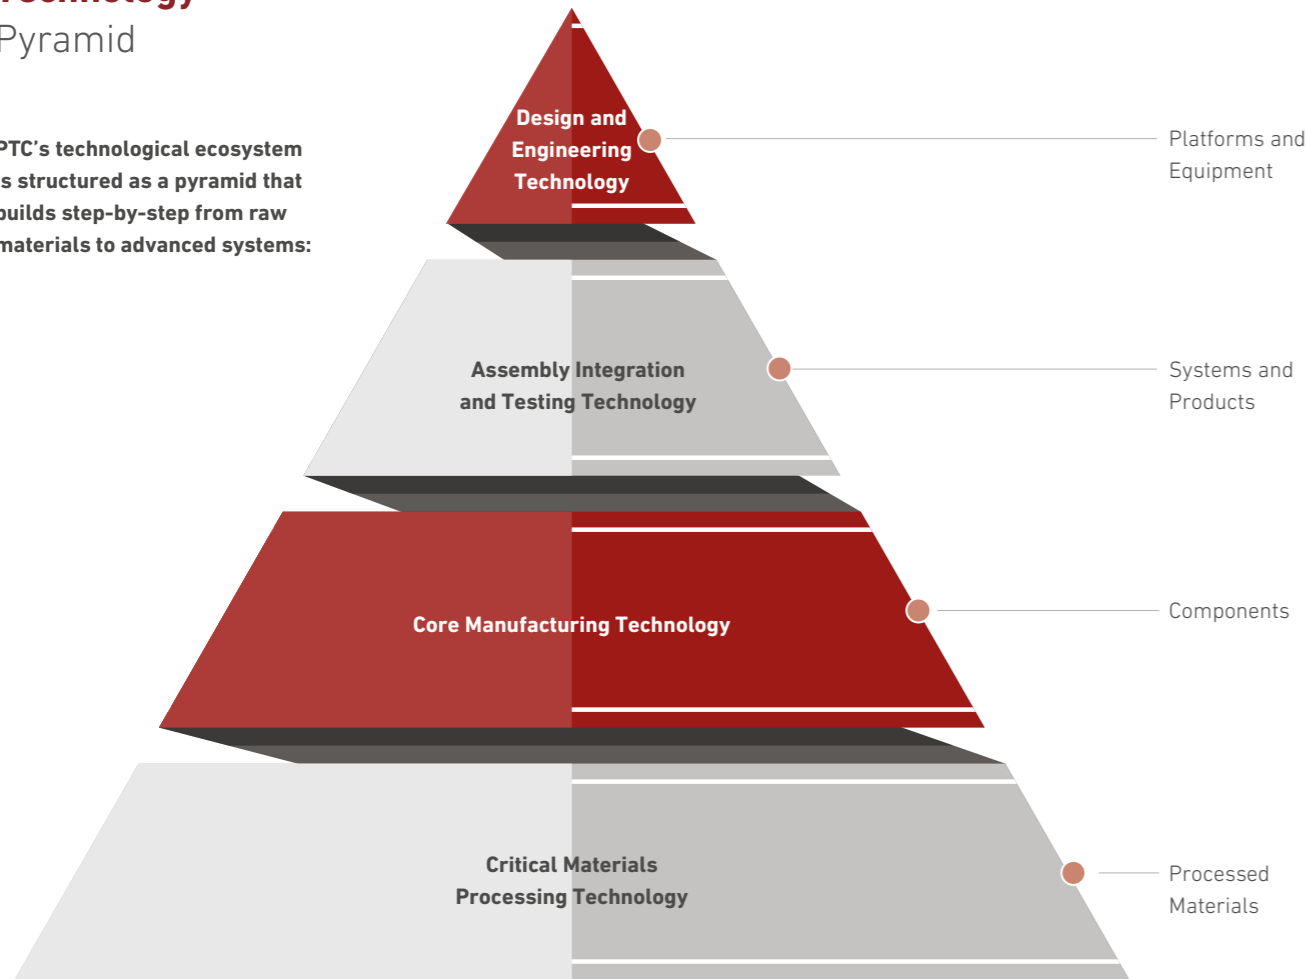 Technology
Pyramid
PTC's technological ecosystem
is structured as a pyramid that
builds step-by-step from raw
materials to advanced systems:
Design and
Engineering
Technology
Platforms and
Equipment
Assembly Integration
and Testing Technology
Systems and
Products
Core Manufacturing Technology
Components
Critical Materials
Processing Technology
Processed
Materials